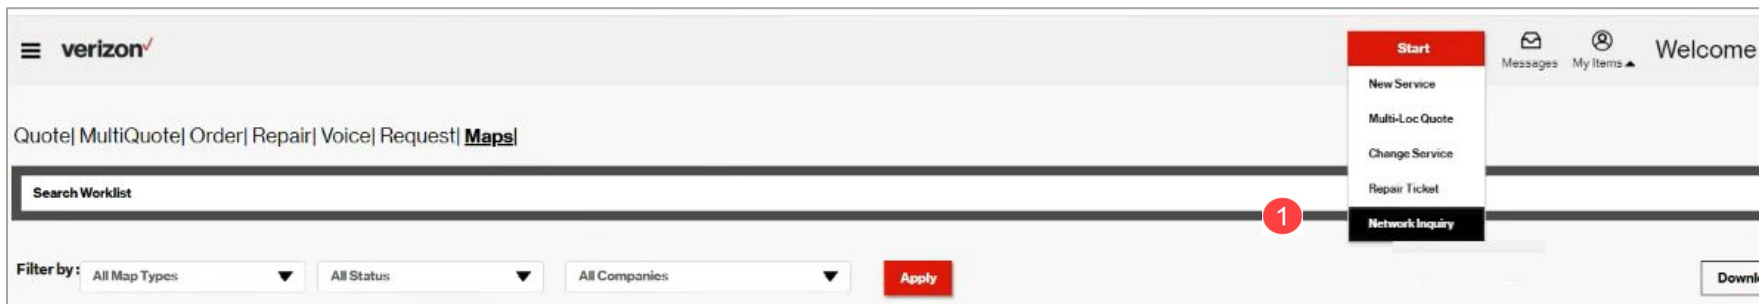 verizon
Start
Messages
My Items
Welcome
New Service
Multi-Loc Quote
Change Service
Repair Ticket
Network Inquiry
1
Quote| MultiQuote| Order| Repair| Voice| Request| Maps|
Search Worklist
Filter by:
All Map Types
All Status
All Companies
Apply
Downl